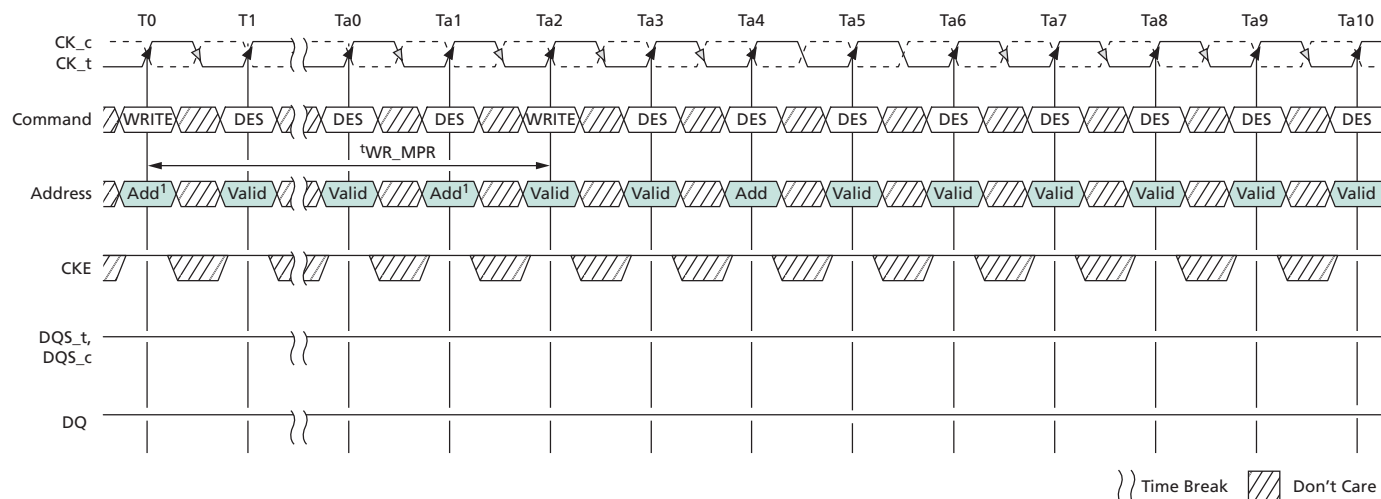 T0 T1 Ta0 Ta1 Ta2 Ta3 Ta4 Ta5 Ta6 Ta7 Ta8 Ta9 Ta10
CK_c
CK_t
Command WRITE DES DES DES WRITE DES DES DES DES DES DES DES DES
tWR_MPR
Address Add1 Valid Valid Add1 Valid Valid Add Valid Valid Valid Valid Valid Valid
CKE
DQS_t,
DQS_c
DQ
Time Break Don't Care